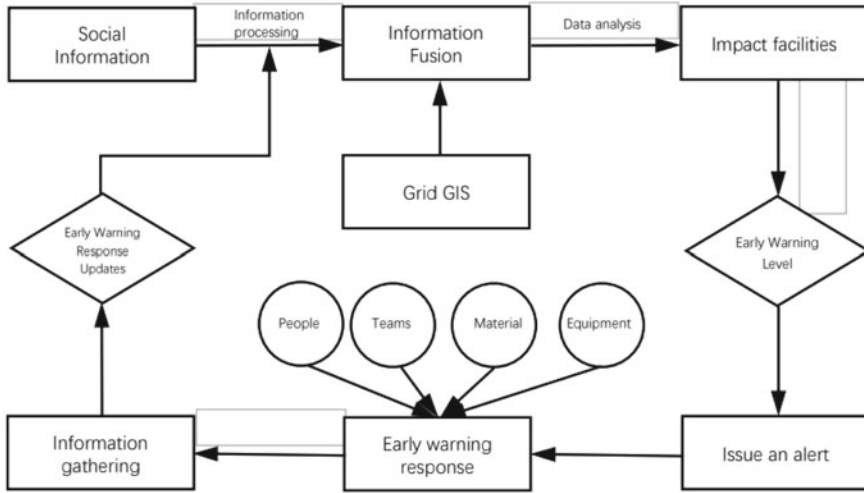 Social
Information
Information
processing
Information
Fusion
Data analysis
Impact facilities
Grid GIS
Early Warning
Response
Updates
Early Warning
Level
People
Teams
Material
Equipment
Information
gathering
Early warning
response
Issue an alert